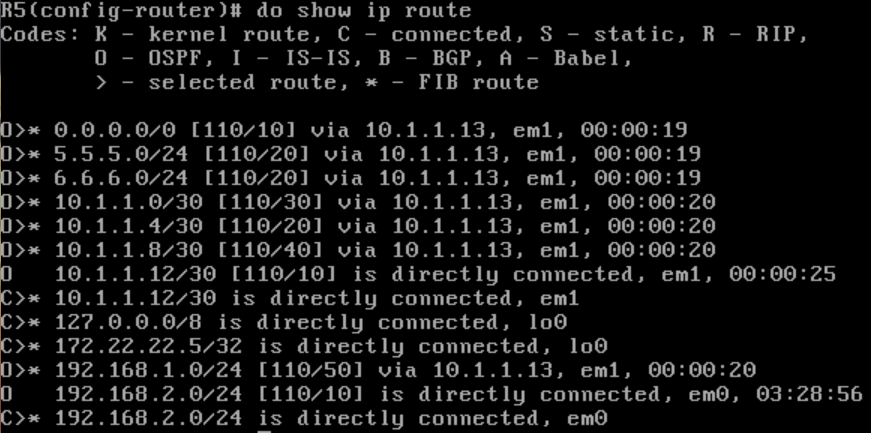 R5(config-router)# do show ip route
Codes: K - kernel route, C - connected, S - static, R - RIP,
       O - OSPF, I - IS-IS, B - BGP, A - Babel,
       > - selected route, * - FIB route

O>* 0.0.0.0/0 [110/10] via 10.1.1.13, em1, 00:00:19
O>* 5.5.5.0/24 [110/20] via 10.1.1.13, em1, 00:00:19
O>* 6.6.6.0/24 [110/20] via 10.1.1.13, em1, 00:00:19
O>* 10.1.1.0/30 [110/30] via 10.1.1.13, em1, 00:00:20
O>* 10.1.1.4/30 [110/20] via 10.1.1.13, em1, 00:00:20
O>* 10.1.1.8/30 [110/40] via 10.1.1.13, em1, 00:00:20
O   10.1.1.12/30 [110/10] is directly connected, em1, 00:00:25
C>* 10.1.1.12/30 is directly connected, em1
C>* 127.0.0.0/8 is directly connected, lo0
C>* 172.22.22.5/32 is directly connected, lo0
O>* 192.168.1.0/24 [110/50] via 10.1.1.13, em1, 00:00:20
O   192.168.2.0/24 [110/10] is directly connected, em0, 03:28:56
C>* 192.168.2.0/24 is directly connected, em0